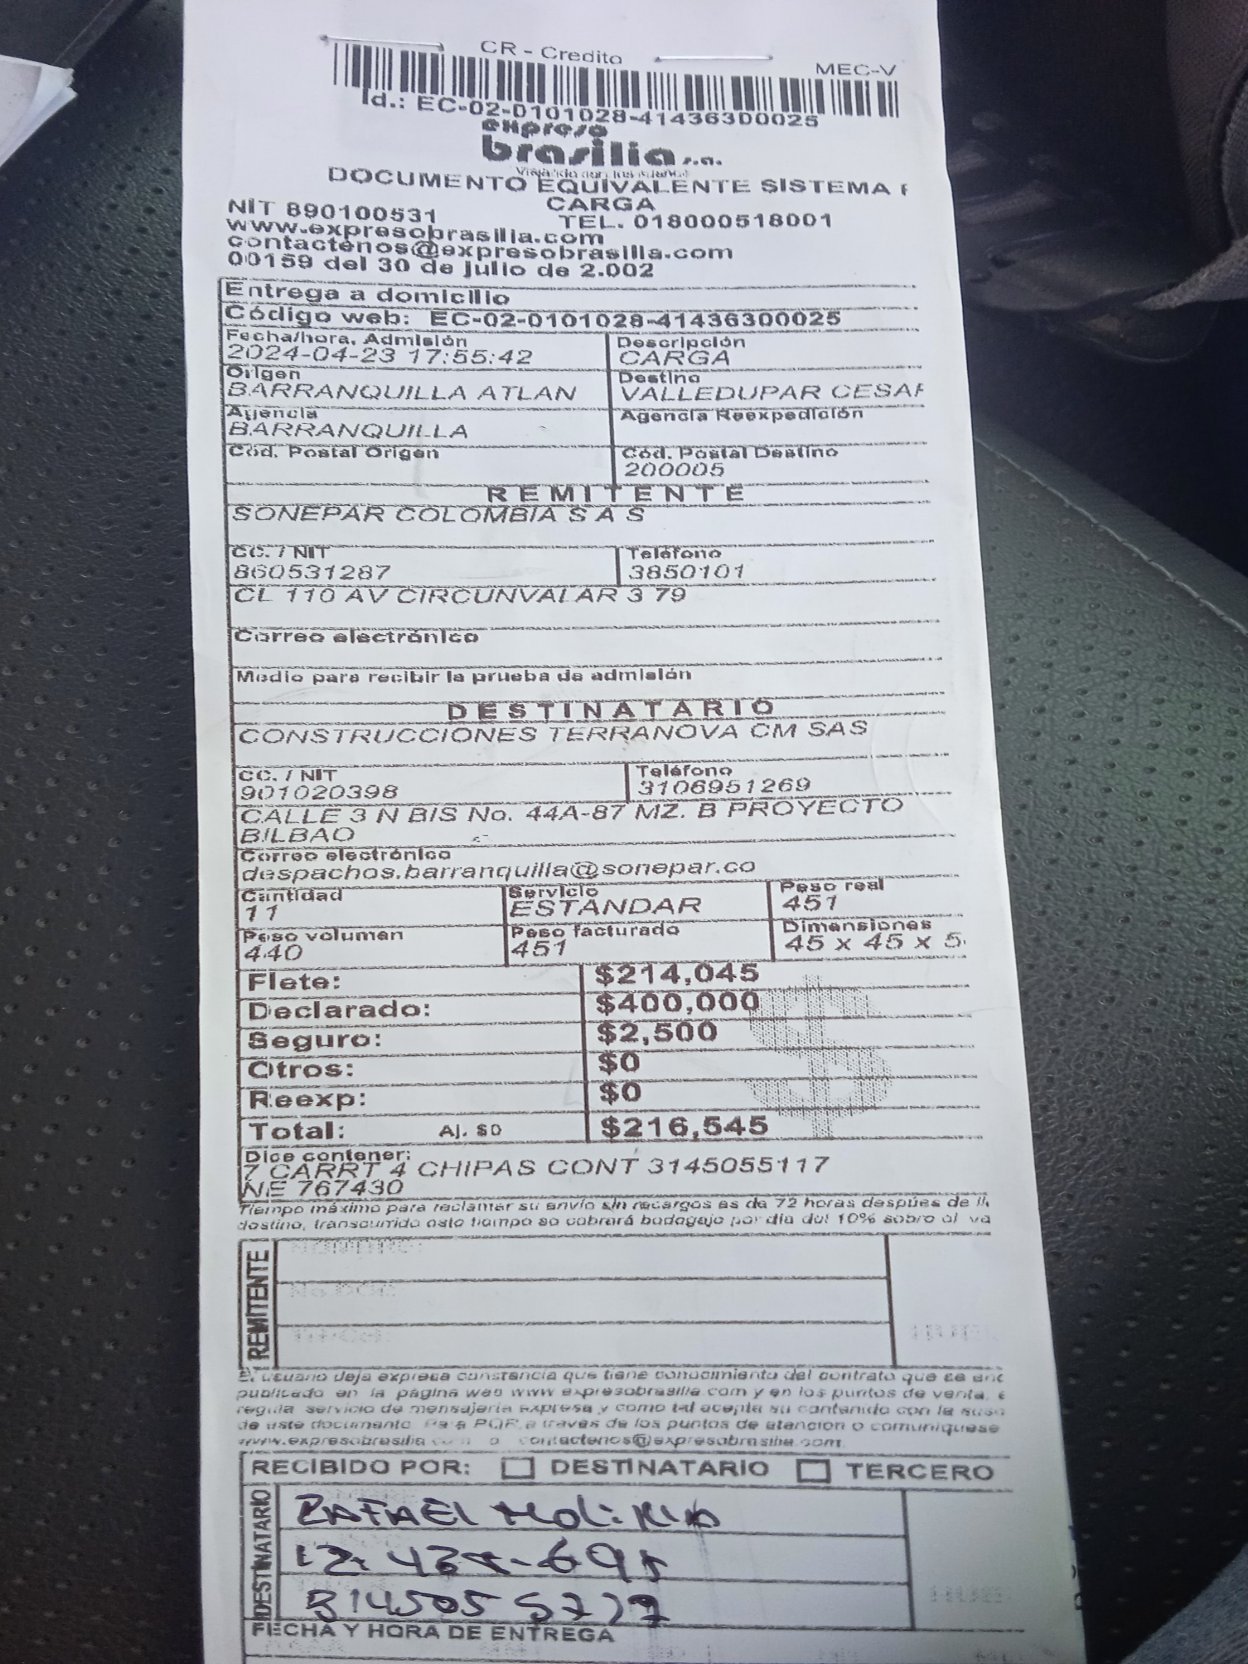 CR - Credito
MEC-V
Id.: EC-02-0101028-41436300025
expreso
brasilia s.a.
DOCUMENTO EQUIVALENTE SISTEMA
CARGA
NIT 890100531 TEL. 018000518001
www.expresobrasilia.com
contactenos@expresobrasilia.com
00159 del 30 de julio de 2.002
Entrega a domicilio
Código web: EC-02-0101028-41436300025
Fecha/hora. Admisión Descripción
2024-04-23 17:55:42 CARGA
Origen Destino
BARRANQUILLA ATLAN VALLEDUPAR CESAR
Agencia Agencia Reexpedición
BARRANQUILLA
Cód. Postal Origen Cód. Postal Destino
200005
REMITENTE
SONEPAR COLOMBIA S A S
CC. / NIT Teléfono
860531287 3850101
CL 110 AV CIRCUNVALAR 3 79
Correo electrónico
Medio para recibir la prueba de admisión
DESTINATARIO
CONSTRUCCIONES TERRANOVA CM SAS
CC. / NIT Teléfono
901020398 3106951269
CALLE 3 N BIS No. 44A-87 MZ. B PROYECTO
BILBAO
Correo electrónico
despachos.barranquilla@sonepar.co
Cantidad Servicio Peso real
11 ESTANDAR 451
Peso volumen Peso facturado Dimensiones
440 451 45 x 45 x 5
Flete: $214,045
Declarado: $400,000
Seguro: $2,500
Otros: $0
Reexp: $0
Total: Aj. $0 $216,545
Dice contener:
7 CARRT 4 CHIPAS CONT 3145055117
NE 767430
Tiempo máximo para reclamar su envío sin recargos es de 72 horas después de
destino, transcurrido este tiempo se cobrará bodegaje por día del 10% sobre el va
REMITENTE
NOMBRE:
No.DOC:
El usuario deja expresa constancia que tiene conocimiento del contrato que se
publicado en la página web www expresobrasilia com y en los puntos de venta,
regula servicio de mensajería expresa y como tal acepta su contenido con la
de este documento. Para PQR a traves de los puntos de atencion o comuniquese
www.expresobrasilia com o contactenos@expresobrasilia com
RECIBIDO POR: DESTINATARIO TERCERO
DESTINATARIO
RAFAEL MOLINA
FECHA Y HORA DE ENTREGA